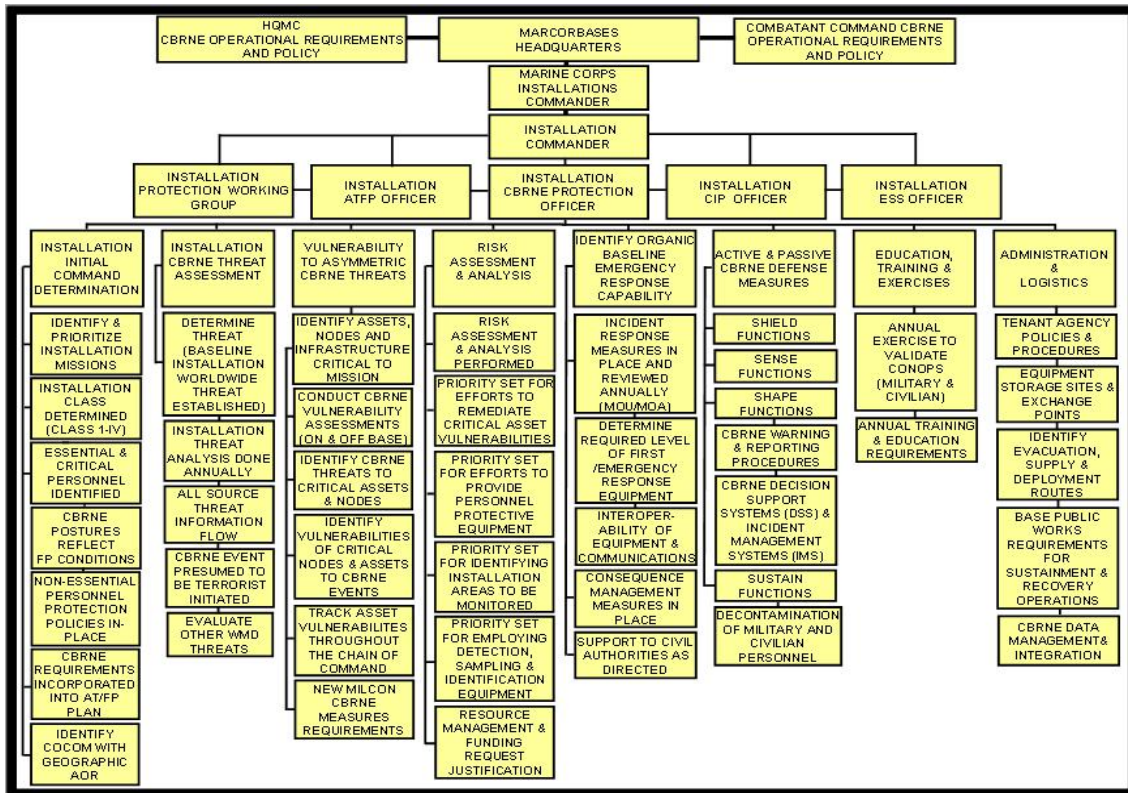 HQMC
CBRNE OPERATIONAL REQUIREMENTS
AND POLICY
MARCORBASES
HEADQUARTERS
COMBATANT COMMAND CBRNE
OPERATIONAL REQUIREMENTS
AND POLICY
MARINE CORPS
INSTALLATIONS
COMMANDER
INSTALLATION
COMMANDER
INSTALLATION
PROTECTION WORKING
GROUP
INSTALLATION
ATFP OFFICER
INSTALLATION
CBRNE PROTECTION
OFFICER
INSTALLATION
CIP OFFICER
INSTALLATION
ESS OFFICER
INSTALLATION
INITIAL
COMMAND
DETERMINATION
IDENTIFY &
PRIORITIZE
INSTALLATION
MISSIONS
INSTALLATION
CLASS
DETERMINED
(CLASS 1-IV)
ESSENTIAL &
CRITICAL
PERSONNEL
IDENTIFIED
CBRNE
POSTURES
REFLECT
FP CONDITIONS
NON-ESSENTIAL
PERSONNEL
PROTECTION
POLICIES IN-
PLACE
CBRNE
REQUIREMENTS
INCORPORATED
INTO AT/FP
PLAN
IDENTIFY
COCOM WITH
GEOGRAPHIC
AOR
INSTALLATION
CBRNE THREAT
ASSESSMENT
DETERMINE
THREAT
(BASELINE
INSTALLATION
WORLDWIDE
THREAT
ESTABLISHED)
INSTALLATION
THREAT
ANALYSIS DONE
ANNUALLY
ALL SOURCE
THREAT
INFORMATION
FLOW
CBRNE EVENT
PRESUMED TO
BE TERRORIST
INITIATED
EVALUATE
OTHER WMD
THREATS
VULNERABILITY
TO ASYMMETRIC
CBRNE THREATS
IDENTIFY ASSETS,
NODES AND
INFRASTRUCTURE
CRITICAL TO
MISSION
CONDUCT CBRNE
VULNERABILITY
ASSESSMENTS
(ON & OFF BASE)
IDENTIFY CBRNE
THREATS TO
CRITICAL ASSETS
& NODES
IDENTIFY
VULNERABILITIES
OF CRITICAL
NODES & ASSETS
TO CBRNE
EVENTS
TRACK ASSET
VULNERABILITES
THROUGHOUT
THE CHAIN OF
COMMAND
NEW MILCON
CBRNE
MEASURES
REQUIREMENTS
RISK
ASSESSMENT
& ANALYSIS
RISK
ASSESSMENT
& ANALYSIS
PERFORMED
PRIORITY SET FOR
EFFORTS TO
REMEDIATE
CRITICAL ASSET
VULNERABILITIES
PRIORITY SET
FOR EFFORTS TO
PROVIDE
PERSONNEL
PROTECTIVE
EQUIPMENT
PRIORITY SET
FOR IDENTIFYING
INSTALLATION
AREAS TO BE
MONITORED
PRIORITY SET
FOR EMPLOYING
DETECTION,
SAMPLING &
IDENTIFICATION
EQUIPMENT
RESOURCE
MANAGEMENT &
FUNDING
REQUEST
JUSTIFICATION
IDENTIFY ORGANIC
BASELINE
EMERGENCY
RESPONSE
CAPABILITY
INCIDENT
RESPONSE
MEASURES IN
PLACE AND
REVIEWED
ANNUALLY
(MOU/MOA)
DETERMINE
REQUIRED LEVEL
OF FIRST
/EMERGENCY
RESPONSE
EQUIPMENT
INTEROPER-
ABILITY OF
EQUIPMENT &
COMMUNICATIONS
CONSEQUENCE
MANAGEMENT
MEASURES IN
PLACE
SUPPORT TO CIVIL
AUTHORITIES AS
DIRECTED
ACTIVE & PASSIVE
CBRNE DEFENSE
MEASURES
SHIELD
FUNCTIONS
SENSE
FUNCTIONS
SHAPE
FUNCTIONS
CBRNE WARNING
& REPORTING
PROCEDURES
CBRNE DECISION
SUPPORT
SYSTEMS (DSS) &
INCIDENT
MANAGEMENT
SYSTEMS (IMS)
SUSTAIN
FUNCTIONS
DECONTAMINATION
OF MILITARY AND
CIVILIAN
PERSONNEL
EDUCATION,
TRAINING &
EXERCISES
ANNUAL
EXERCISE TO
VALIDATE
CONOPS
(MILITARY &
CIVILIAN)
ANNUAL TRAINING
& EDUCATION
REQUIREMENTS
ADMINISTRATION
&
LOGISTICS
TENANT AGENCY
POLICIES &
PROCEDURES
EQUIPMENT
STORAGE SITES &
EXCHANGE
POINTS
IDENTIFY
EVACUATION,
SUPPLY &
DEPLOYMENT
ROUTES
BASE PUBLIC
WORKS
REQUIREMENTS
FOR
SUSTAINMENT &
RECOVERY
OPERATIONS
CBRNE DATA
MANAGEMENT&
INTEGRATION